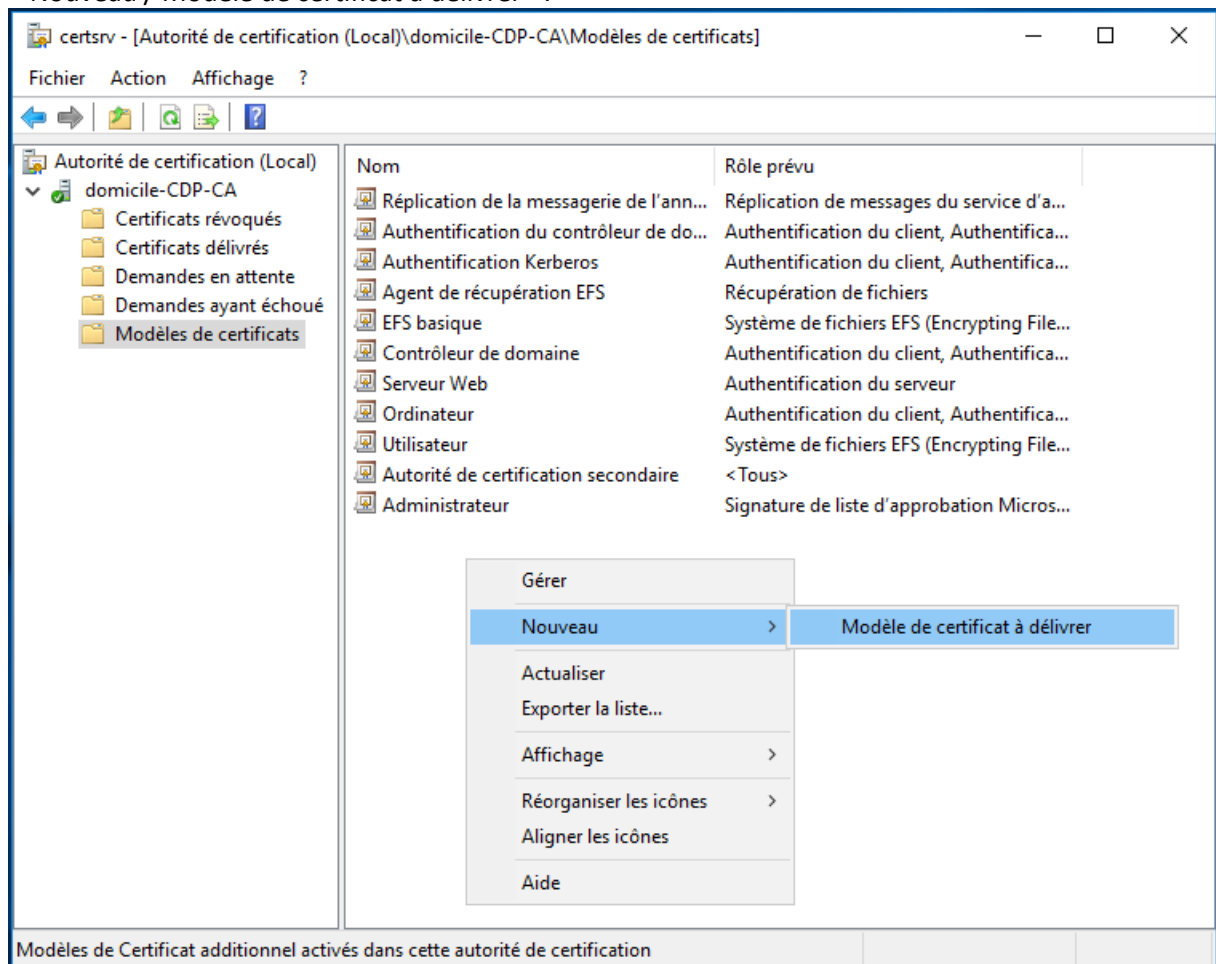 Nouveau / Modèle de certificat à délivrer
certsrv - [Autorité de certification (Local)\domicile-CDP-CA\Modèles de certificats]
Fichier Action Affichage ?
Autorité de certification (Local)
domicile-CDP-CA
Certificats révoqués
Certificats délivrés
Demandes en attente
Demandes ayant échoué
Modèles de certificats
Nom Rôle prévu
Réplication de la messagerie de l'ann... Réplication de messages du service d'a...
Authentification du contrôleur de do... Authentification du client, Authentifica...
Authentification Kerberos Authentification du client, Authentifica...
Agent de récupération EFS Récupération de fichiers
EFS basique Système de fichiers EFS (Encrypting File...
Contrôleur de domaine Authentification du client, Authentifica...
Serveur Web Authentification du serveur
Ordinateur Authentification du client, Authentifica...
Utilisateur Système de fichiers EFS (Encrypting File...
Autorité de certification secondaire <Tous>
Administrateur Signature de liste d'approbation Micros...
Gérer
Nouveau > Modèle de certificat à délivrer
Actualiser
Exporter la liste...
Affichage >
Réorganiser les icônes >
Aligner les icônes
Aide
Modèles de Certificat additionnel activés dans cette autorité de certification